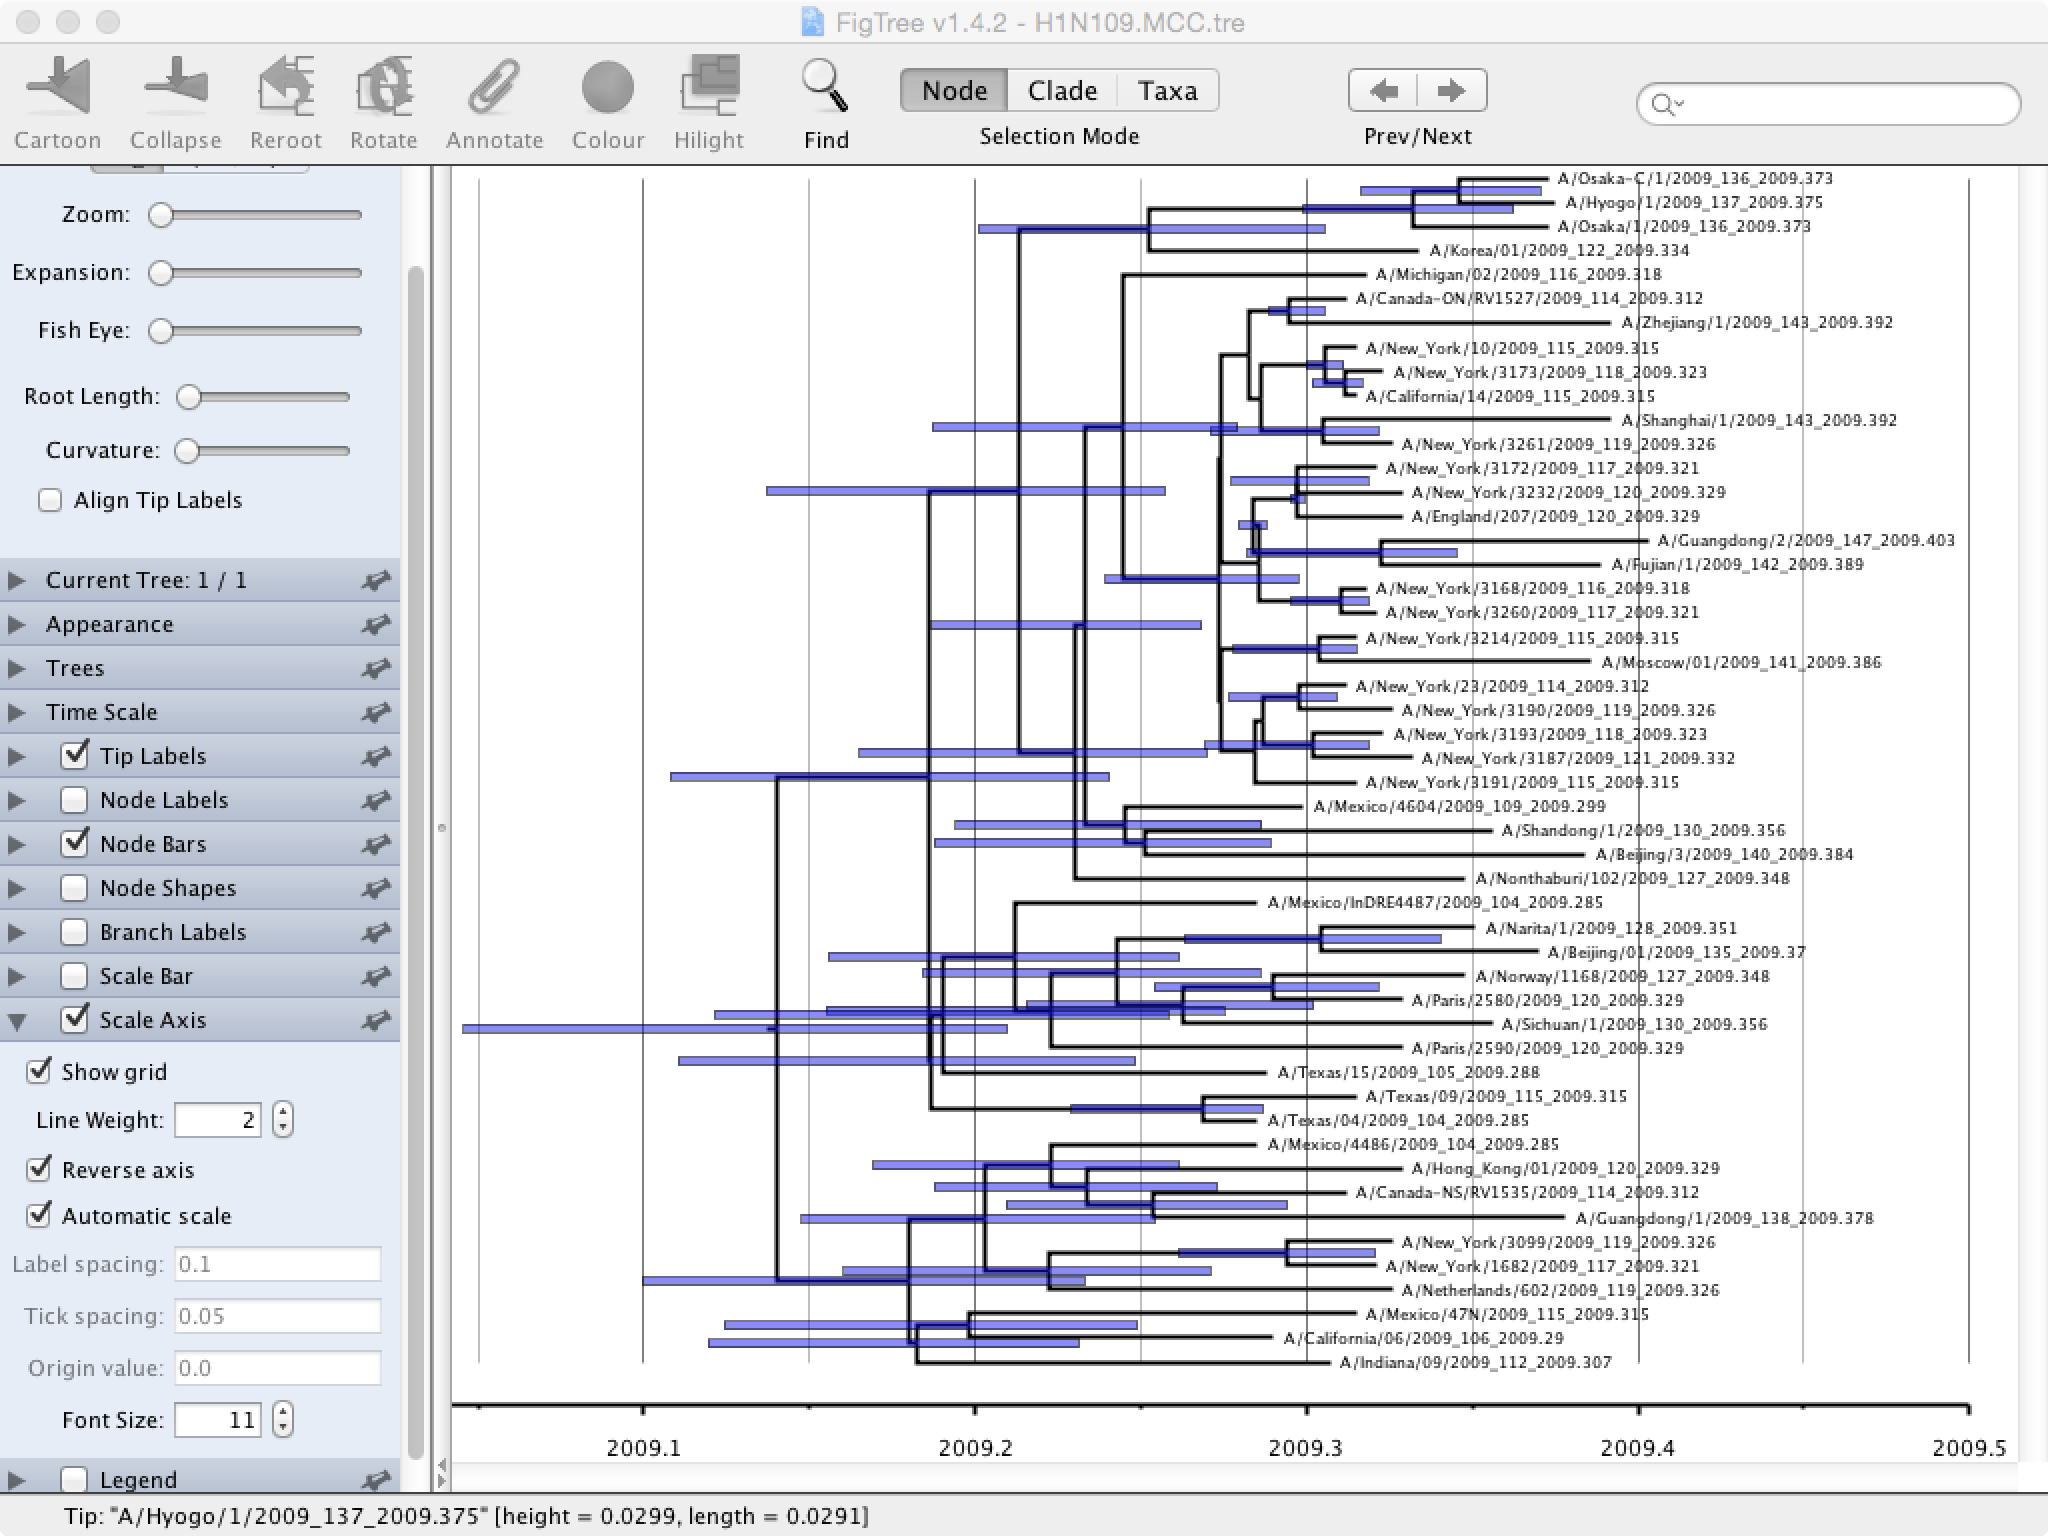 FigTree v1.4.2 - H1N109.MCC.tre
Cartoon Collapse Reroot Rotate Annotate Colour Hilight Find
Node Clade Taxa
Selection Mode
Prev/Next
Zoom:
Expansion:
Fish Eye:
Root Length:
Curvature:
Align Tip Labels
Current Tree: 1 / 1
Appearance
Trees
Time Scale
Tip Labels
Node Labels
Node Bars
Node Shapes
Branch Labels
Scale Bar
Scale Axis
Show grid
Line Weight: 2
Reverse axis
Automatic scale
Label spacing: 0.1
Tick spacing: 0.05
Origin value: 0.0
Font Size: 11
Legend
A/Osaka-C/1/2009_136_2009.373
A/Hyogo/1/2009_137_2009.375
A/Osaka/1/2009_136_2009.373
A/Korea/01/2009_122_2009.334
A/Michigan/02/2009_116_2009.318
A/Canada-ON/RV1527/2009_114_2009.312
A/Zhejiang/1/2009_143_2009.392
A/New_York/10/2009_115_2009.315
A/New_York/3173/2009_118_2009.323
A/California/14/2009_115_2009.315
A/Shanghai/1/2009_143_2009.392
A/New_York/3261/2009_119_2009.326
A/New_York/3172/2009_117_2009.321
A/New_York/3232/2009_120_2009.329
A/England/207/2009_120_2009.329
A/Guangdong/2/2009_147_2009.403
A/Fujian/1/2009_142_2009.389
A/New_York/3168/2009_116_2009.318
A/New_York/3260/2009_117_2009.321
A/New_York/3214/2009_115_2009.315
A/Moscow/01/2009_141_2009.386
A/New_York/23/2009_114_2009.312
A/New_York/3190/2009_119_2009.326
A/New_York/3193/2009_118_2009.323
A/New_York/3187/2009_121_2009.332
A/New_York/3191/2009_115_2009.315
A/Mexico/4604/2009_109_2009.299
A/Shandong/1/2009_130_2009.356
A/Beijing/3/2009_140_2009.384
A/Nonthaburi/102/2009_127_2009.348
A/Mexico/InDRE4487/2009_104_2009.285
A/Narita/1/2009_128_2009.351
A/Beijing/01/2009_135_2009.37
A/Norway/1168/2009_127_2009.348
A/Paris/2580/2009_120_2009.329
A/Sichuan/1/2009_130_2009.356
A/Paris/2590/2009_120_2009.329
A/Texas/15/2009_105_2009.288
A/Texas/09/2009_115_2009.315
A/Texas/04/2009_104_2009.285
A/Mexico/4486/2009_104_2009.285
A/Hong_Kong/01/2009_120_2009.329
A/Canada-NS/RV1535/2009_114_2009.312
A/Guangdong/1/2009_138_2009.378
A/New_York/3099/2009_119_2009.326
A/New_York/1682/2009_117_2009.321
A/Netherlands/602/2009_119_2009.326
A/Mexico/47N/2009_115_2009.315
A/California/06/2009_106_2009.29
A/Indiana/09/2009_112_2009.307
2009.1 2009.2 2009.3 2009.4 2009.5
Tip: "A/Hyogo/1/2009_137_2009.375" [height = 0.0299, length = 0.0291]